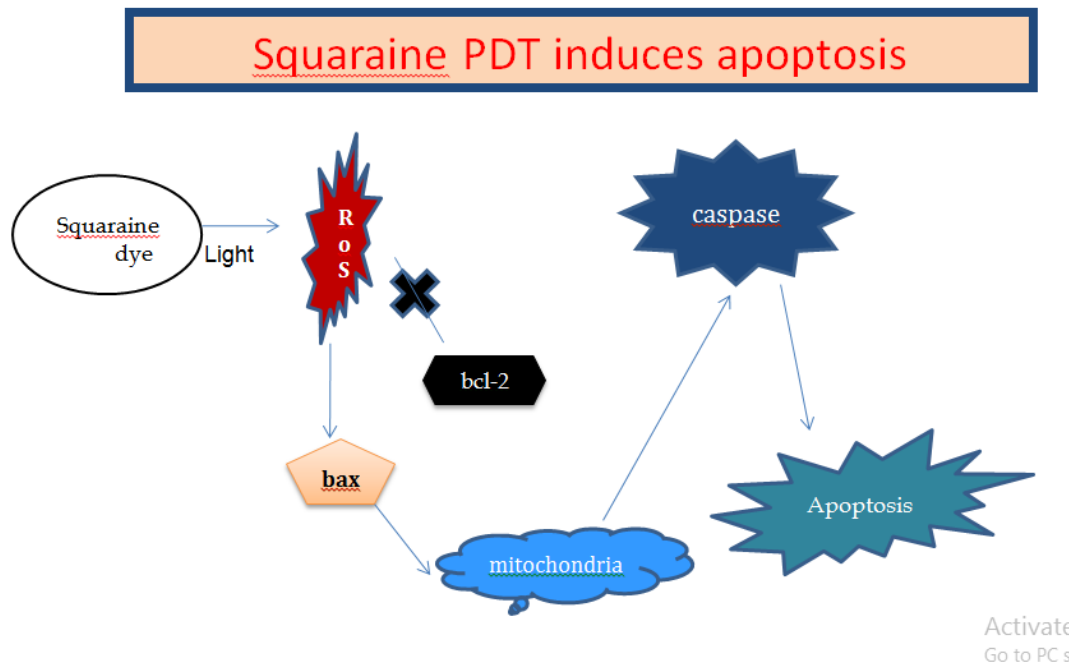 Squaraine PDT induces apoptosis
Squaraine
dye
Light
R
o
S
bcl-2
bax
mitochondria
caspase
Apoptosis
Activate
Go to PC s